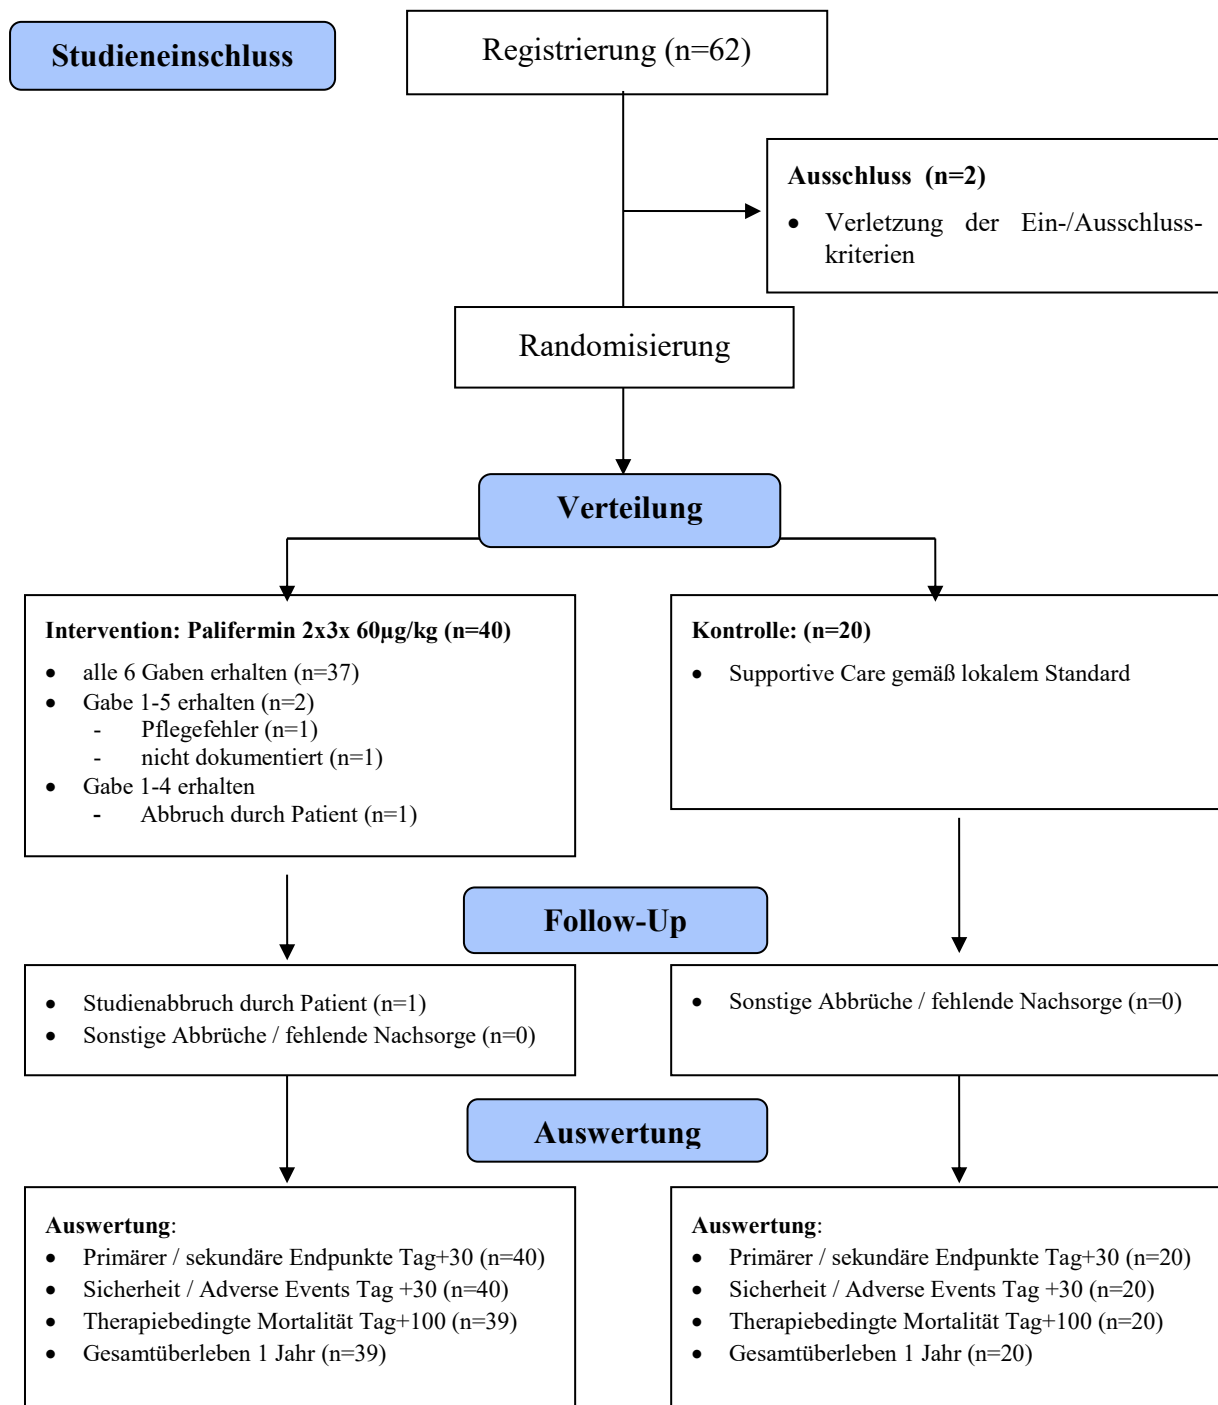 Studieneinschluss
Registrierung (n=62)
Ausschluss (n=2)
• Verletzung der Ein-/Ausschluss-
kriterien
Randomisierung
Verteilung
Intervention: Palifermin 2x3x 60µg/kg (n=40)
• alle 6 Gaben erhalten (n=37)
• Gabe 1-5 erhalten (n=2)
- Pflegefehler (n=1)
- nicht dokumentiert (n=1)
• Gabe 1-4 erhalten
- Abbruch durch Patient (n=1)
Kontrolle: (n=20)
• Supportive Care gemäß lokalem Standard
Follow-Up
• Studienabbruch durch Patient (n=1)
• Sonstige Abbrüche / fehlende Nachsorge (n=0)
• Sonstige Abbrüche / fehlende Nachsorge (n=0)
Auswertung
Auswertung:
• Primärer / sekundäre Endpunkte Tag+30 (n=40)
• Sicherheit / Adverse Events Tag +30 (n=40)
• Therapiebedingte Mortalität Tag+100 (n=39)
• Gesamtüberleben 1 Jahr (n=39)
Auswertung:
• Primärer / sekundäre Endpunkte Tag+30 (n=20)
• Sicherheit / Adverse Events Tag +30 (n=20)
• Therapiebedingte Mortalität Tag+100 (n=20)
• Gesamtüberleben 1 Jahr (n=20)